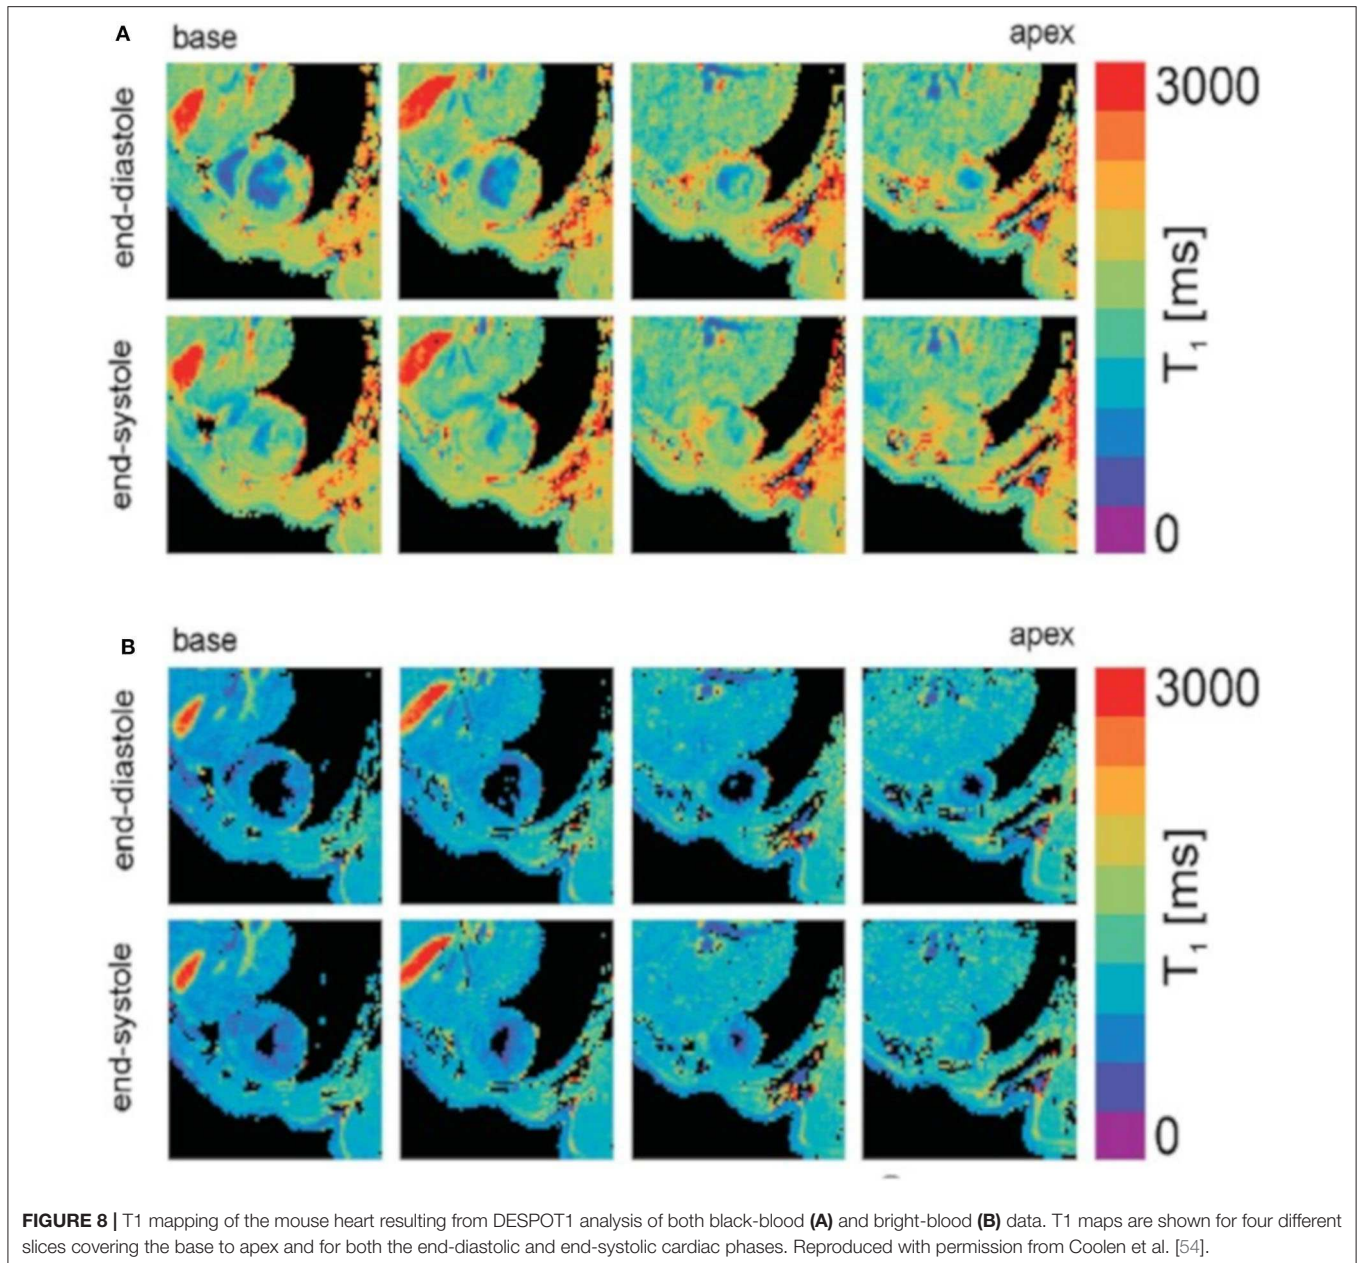 A
base
apex
end-diastole
end-systole
3000
T1 [ms]
0
B
base
apex
end-diastole
end-systole
3000
T1 [ms]
0
FIGURE 8 | T1 mapping of the mouse heart resulting from DESPOT1 analysis of both black-blood (A) and bright-blood (B) data. T1 maps are shown for four different
slices covering the base to apex and for both the end-diastolic and end-systolic cardiac phases. Reproduced with permission from Coolen et al. [54].